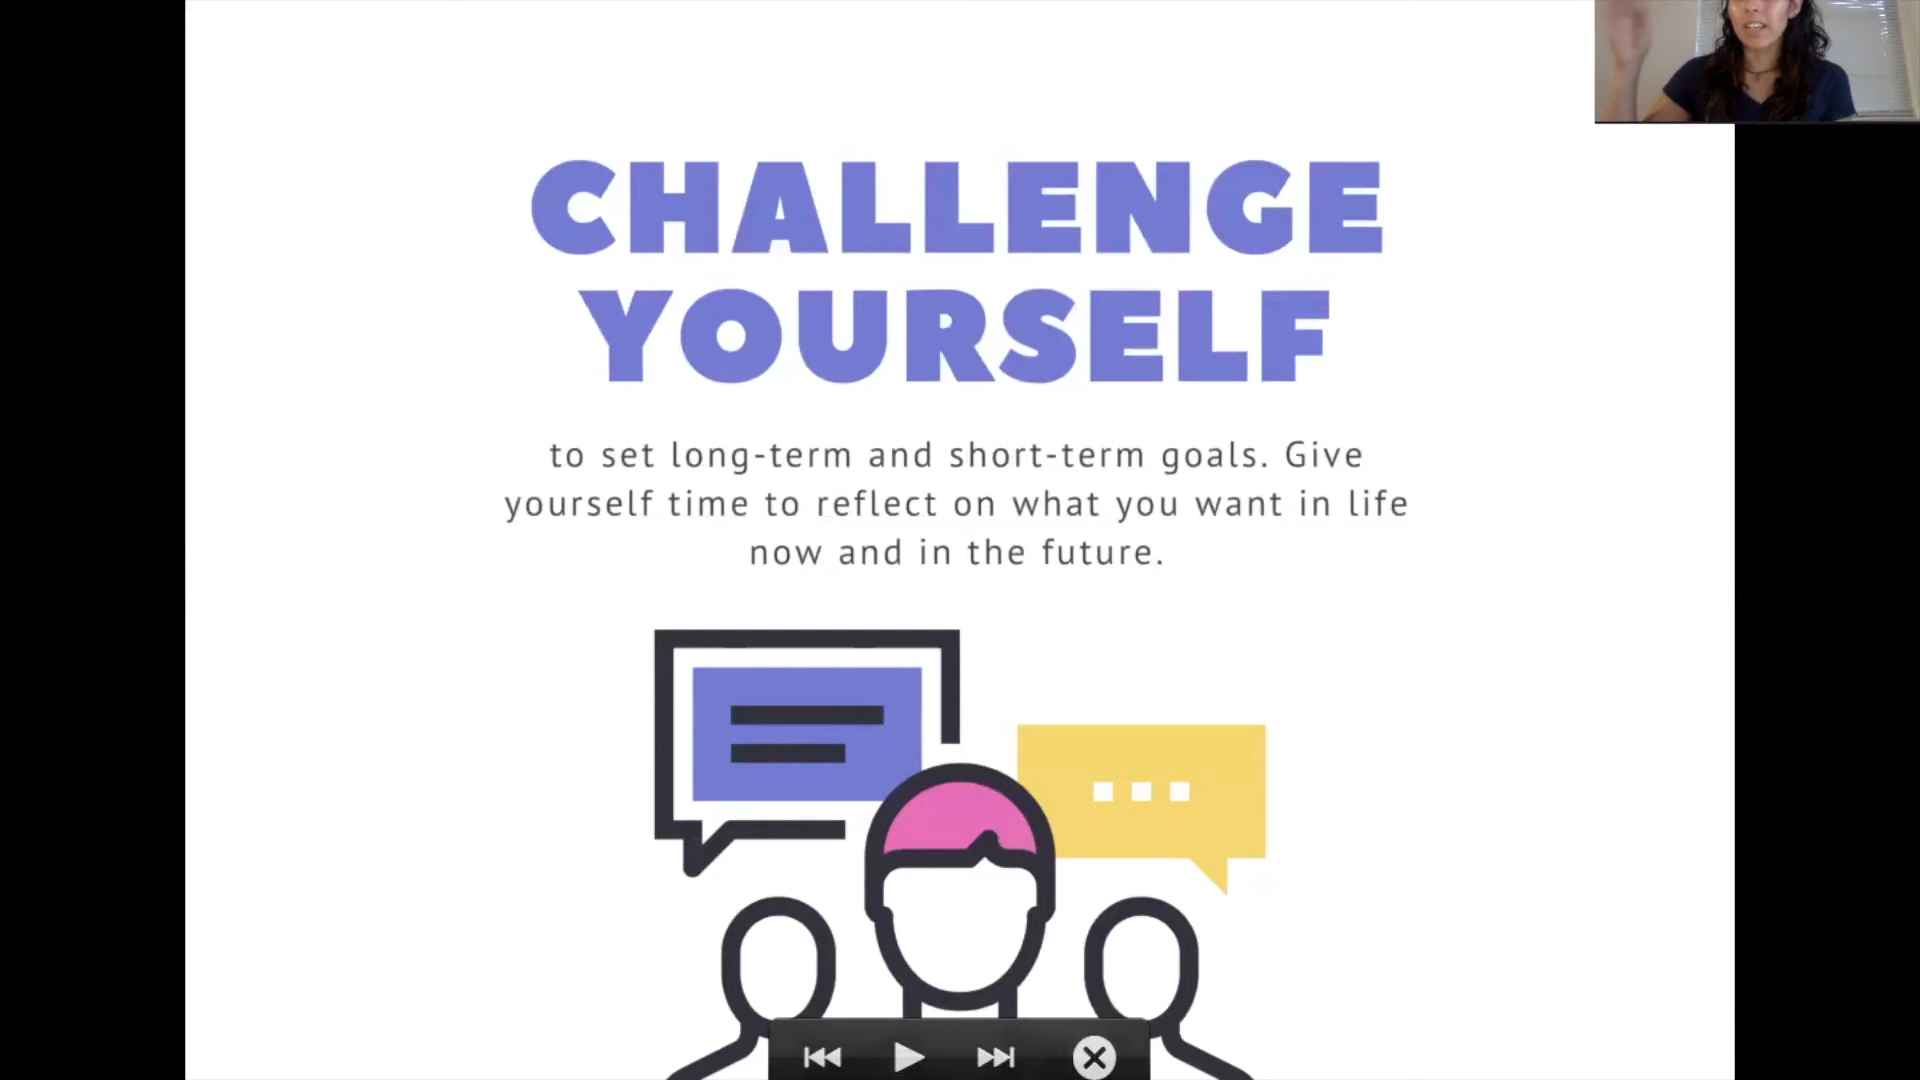 CHALLENGE
YOURSELF
to set long-term and short-term goals. Give
yourself time to reflect on what you want in life
now and in the future.